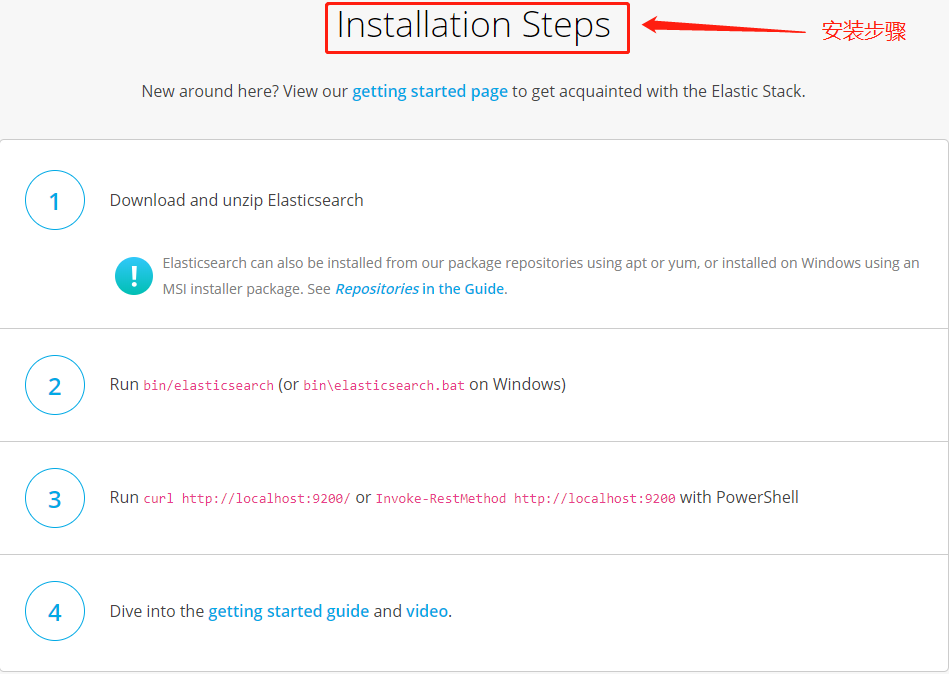 Installation Steps
安装步骤
New around here? View our getting started page to get acquainted with the Elastic Stack.
1
Download and unzip Elasticsearch
!
Elasticsearch can also be installed from our package repositories using apt or yum, or installed on Windows using an
MSI installer package. See Repositories in the Guide.
2
Run bin/elasticsearch (or bin\elasticsearch.bat on Windows)
3
Run curl http://localhost:9200/ or Invoke-RestMethod http://localhost:9200 with PowerShell
4
Dive into the getting started guide and video.